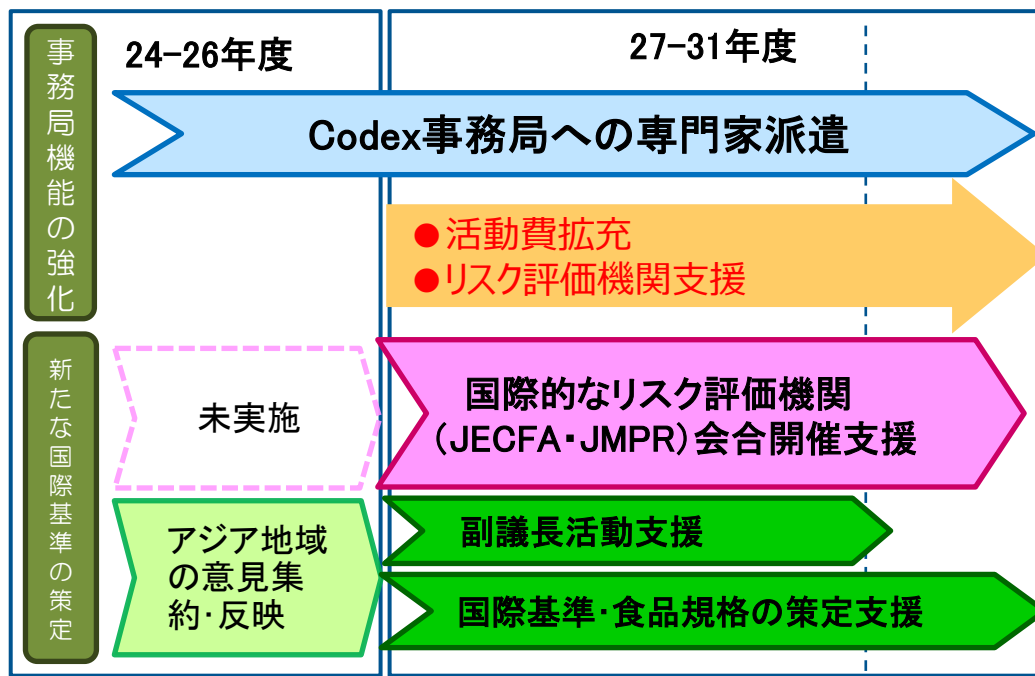 事務局機能の強化
24-26年度
27-31年度
Codex事務局への専門家派遣
●活動費拡充
●リスク評価機関支援
新たな国際基準の策定
未実施
国際的なリスク評価機関
(JECFA・JMPR)会合開催支援
アジア地域
の意見集
約・反映
副議長活動支援
国際基準・食品規格の策定支援